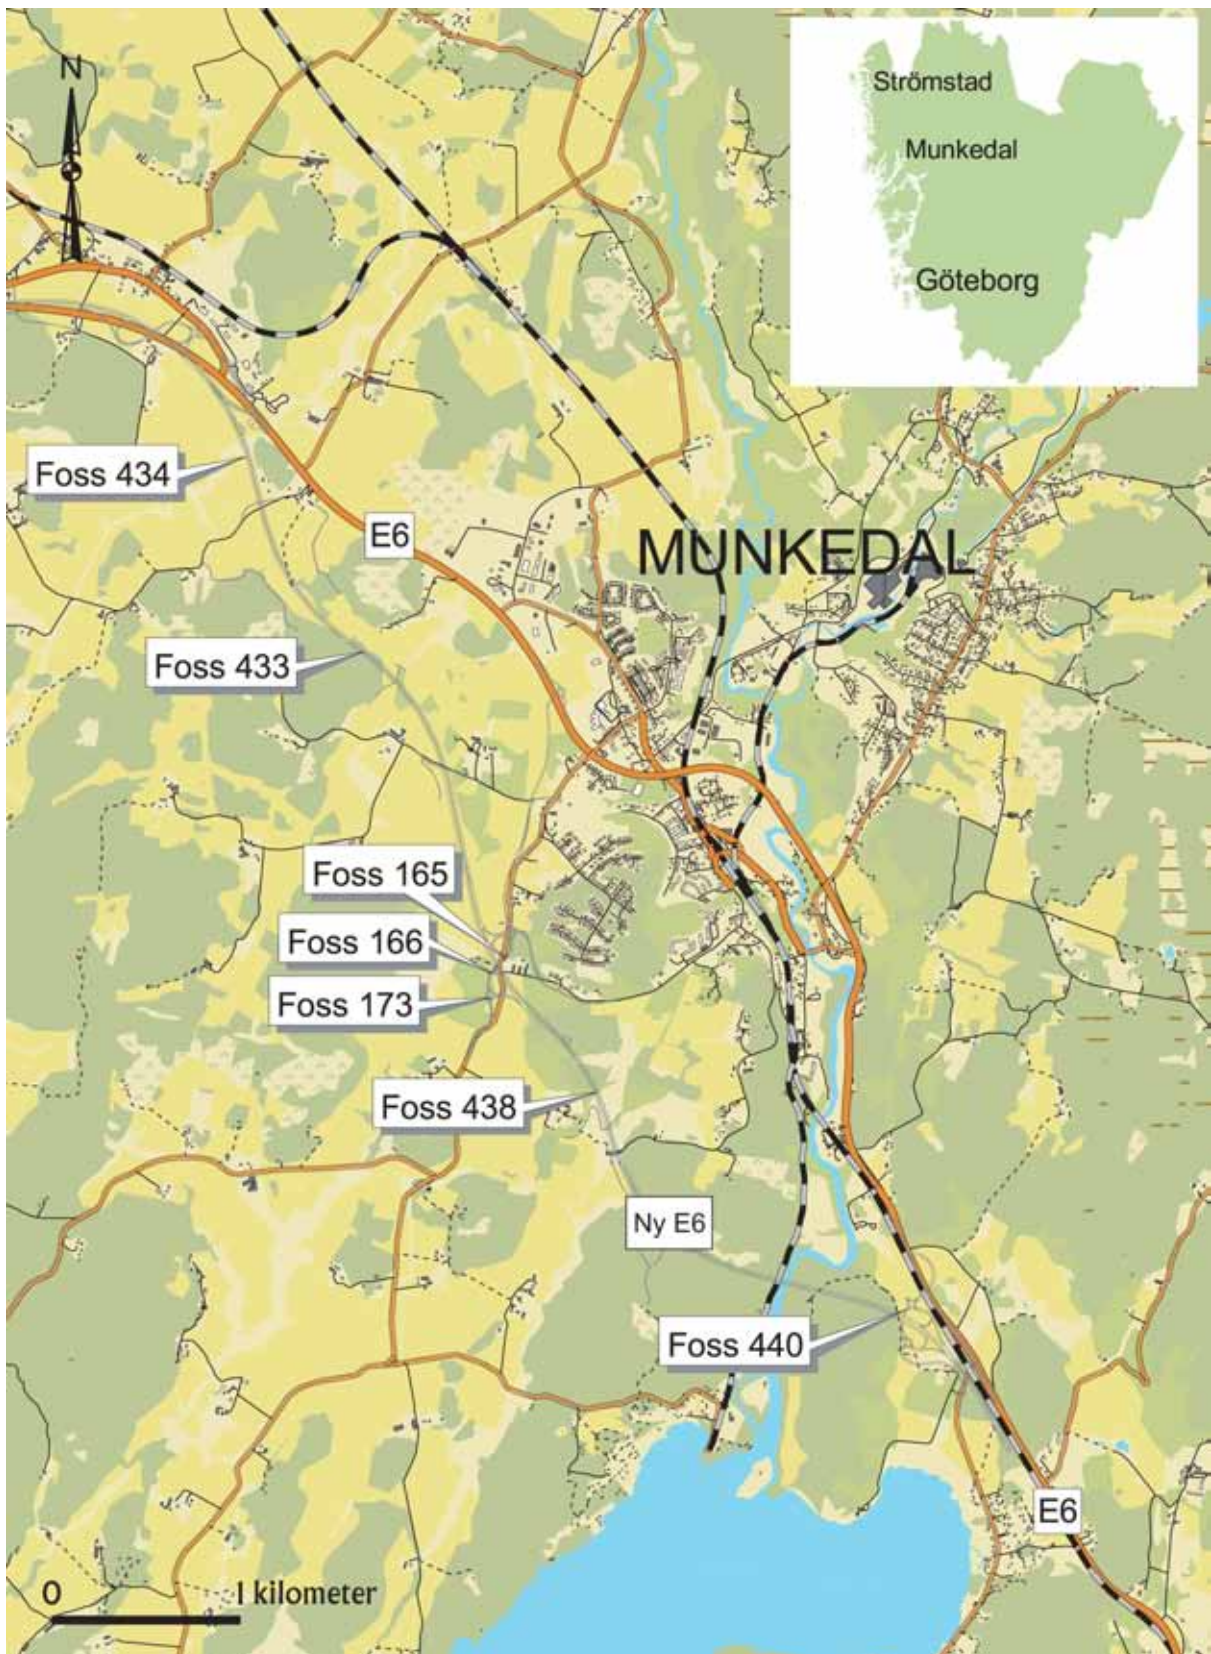 N
Strömstad
Munkedal
Göteborg
Foss 434
E6
MUNKEDAL
Foss 433
Foss 165
Foss 166
Foss 173
Foss 438
Ny E6
Foss 440
E6
0 1 kilometer